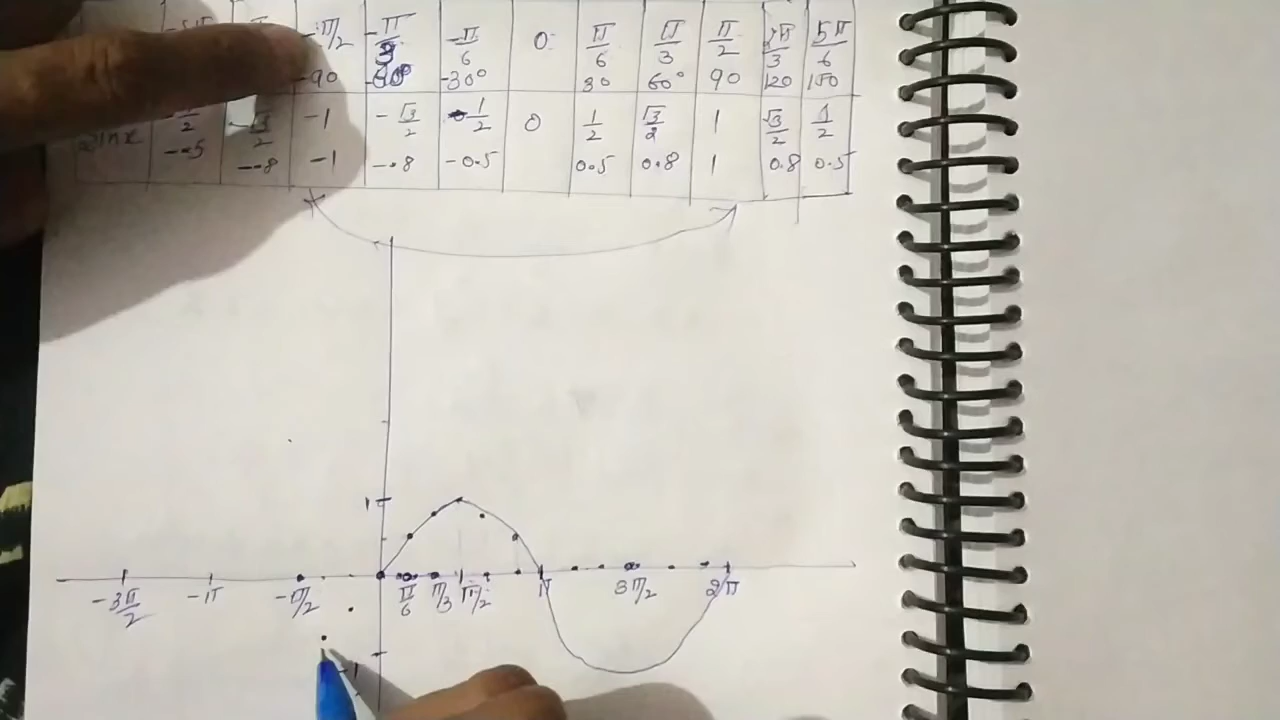 -π/2 -π/3 -π/6 0 π/6 π/3 π/2 2π/3 5π/6
-90 -60° -30° 30 60° 90 120 150
Sinx -√3/2 -1 -√3/2 -1/2 0 1/2 √3/2 1 √3/2 1/2
-.5 -.8 -1 -.8 -0.5 0.5 0.8 1 0.8 0.5
1
-3π/2 -π -π/2 π/6 π/3 π/2 π 3π/2 2π
-1